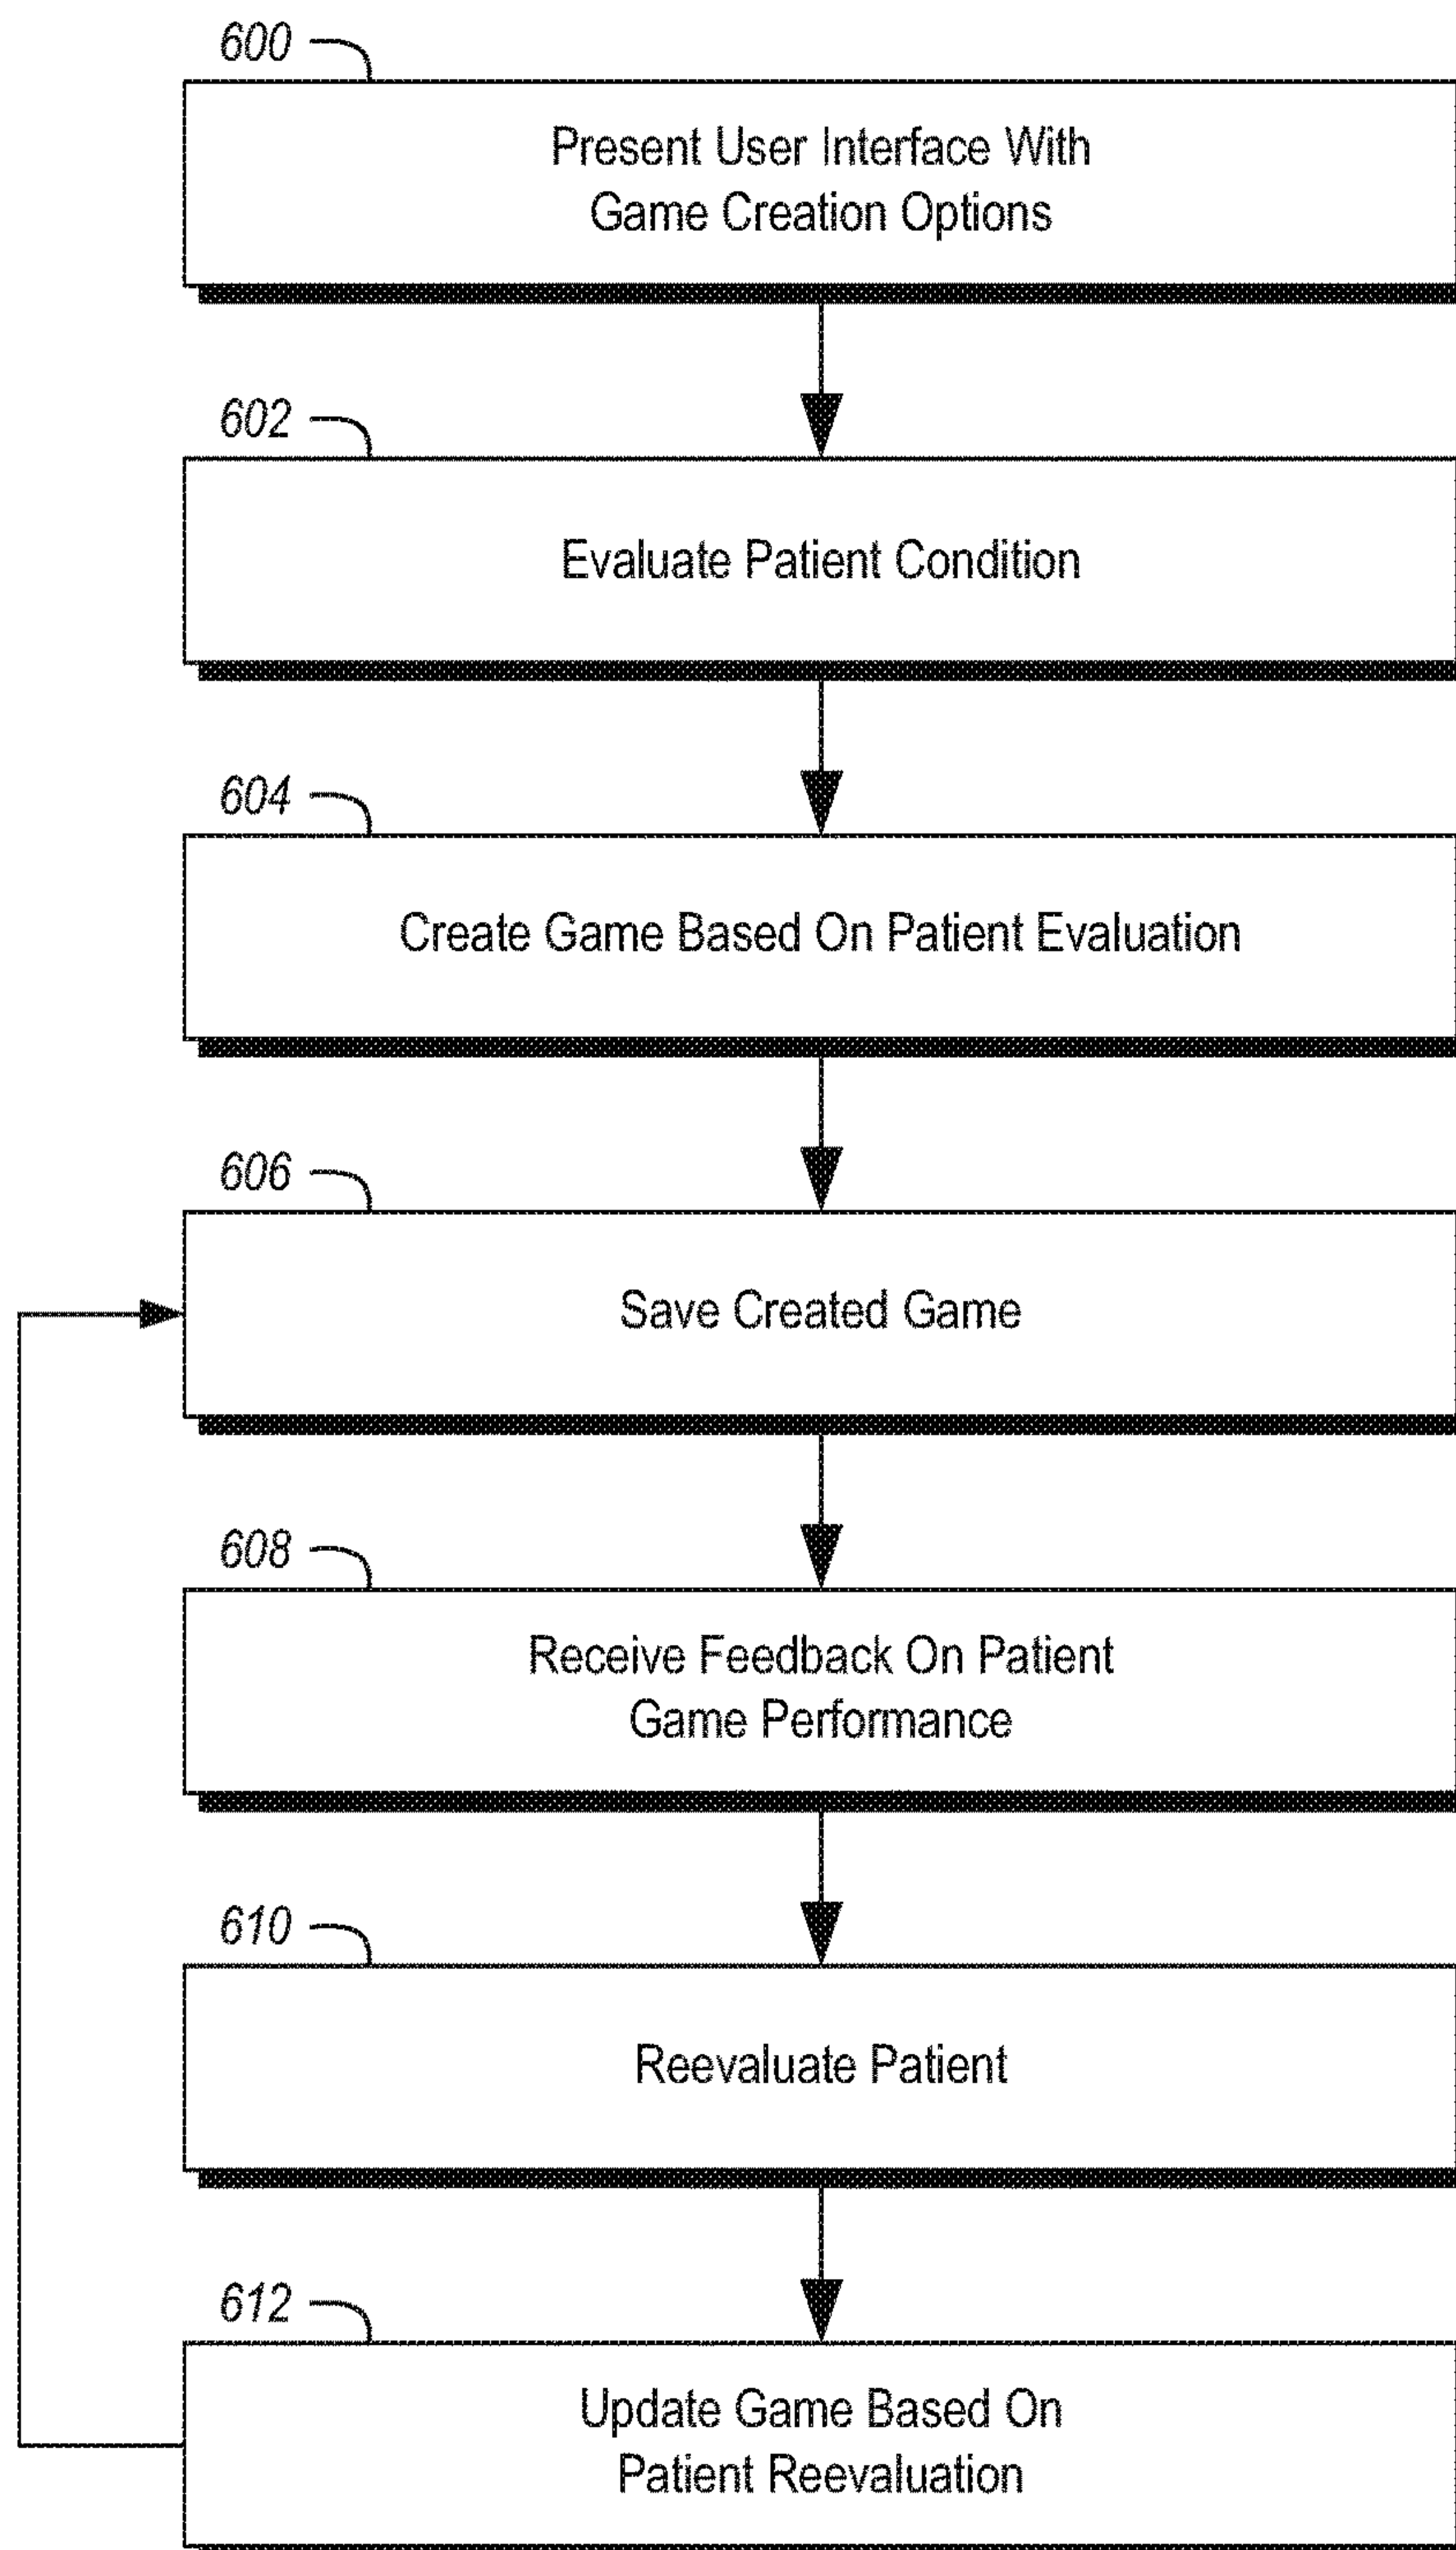 600
Present User Interface With
Game Creation Options
602
Evaluate Patient Condition
604
Create Game Based On Patient Evaluation
606
Save Created Game
608
Receive Feedback On Patient
Game Performance
610
Reevaluate Patient
612
Update Game Based On
Patient Reevaluation